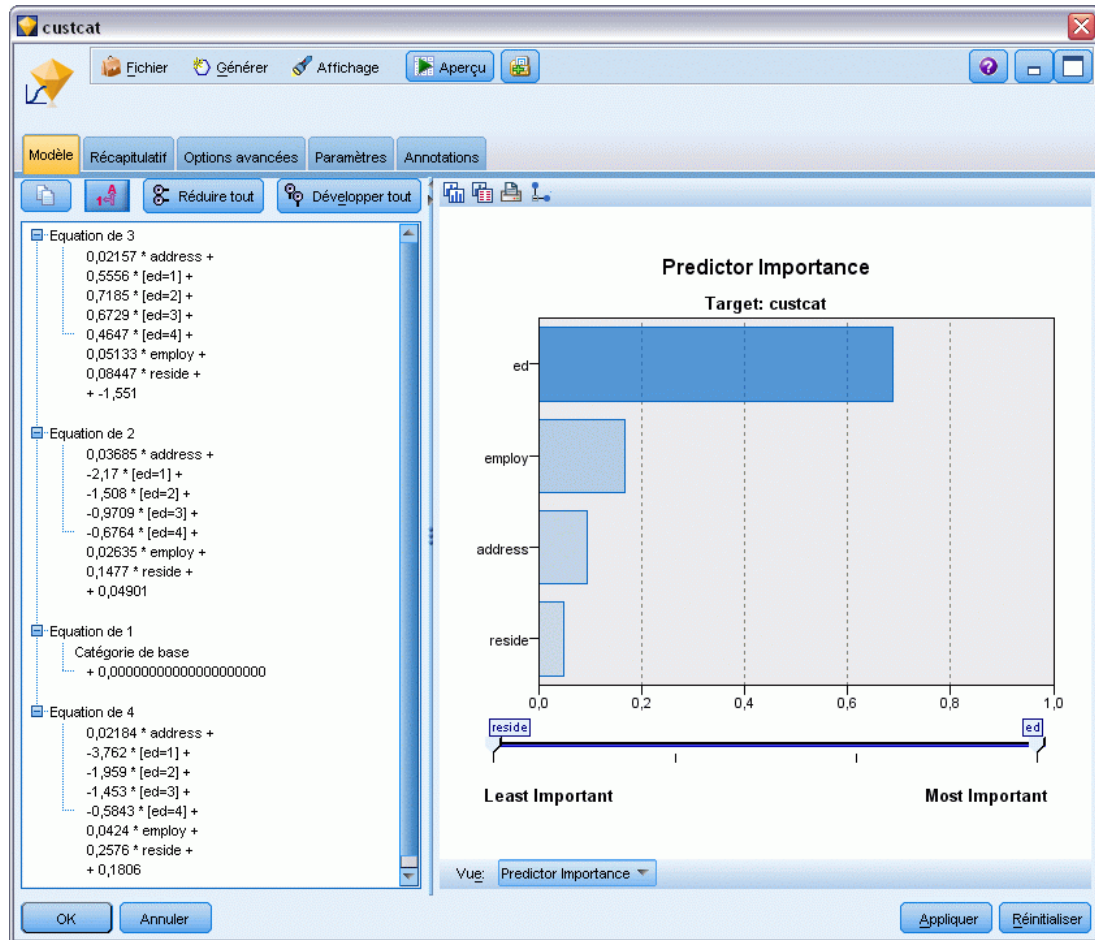 custcat
Fichier Générer Affichage Aperçu
Modèle Récapitulatif Options avancées Paramètres Annotations
Réduire tout Développer tout
Equation de 3
0,02157 * address +
0,5556 * [ed=1] +
0,7185 * [ed=2] +
0,6729 * [ed=3] +
0,4647 * [ed=4] +
0,05133 * employ +
0,08447 * reside +
+ -1,551
Equation de 2
0,03685 * address +
-2,17 * [ed=1] +
-1,508 * [ed=2] +
-0,9709 * [ed=3] +
-0,6764 * [ed=4] +
0,02635 * employ +
0,1477 * reside +
+ 0,04901
Equation de 1
Catégorie de base
+ 0,00000000000000000000
Equation de 4
0,02184 * address +
-3,762 * [ed=1] +
-1,959 * [ed=2] +
-1,453 * [ed=3] +
-0,5843 * [ed=4] +
0,0424 * employ +
0,2576 * reside +
+ 0,1806
Predictor Importance
Target: custcat
ed
employ
address
reside
0,0 0,2 0,4 0,6 0,8 1,0
reside ed
Least Important Most Important
Vue: Predictor Importance
OK Annuler Appliquer Réinitialiser